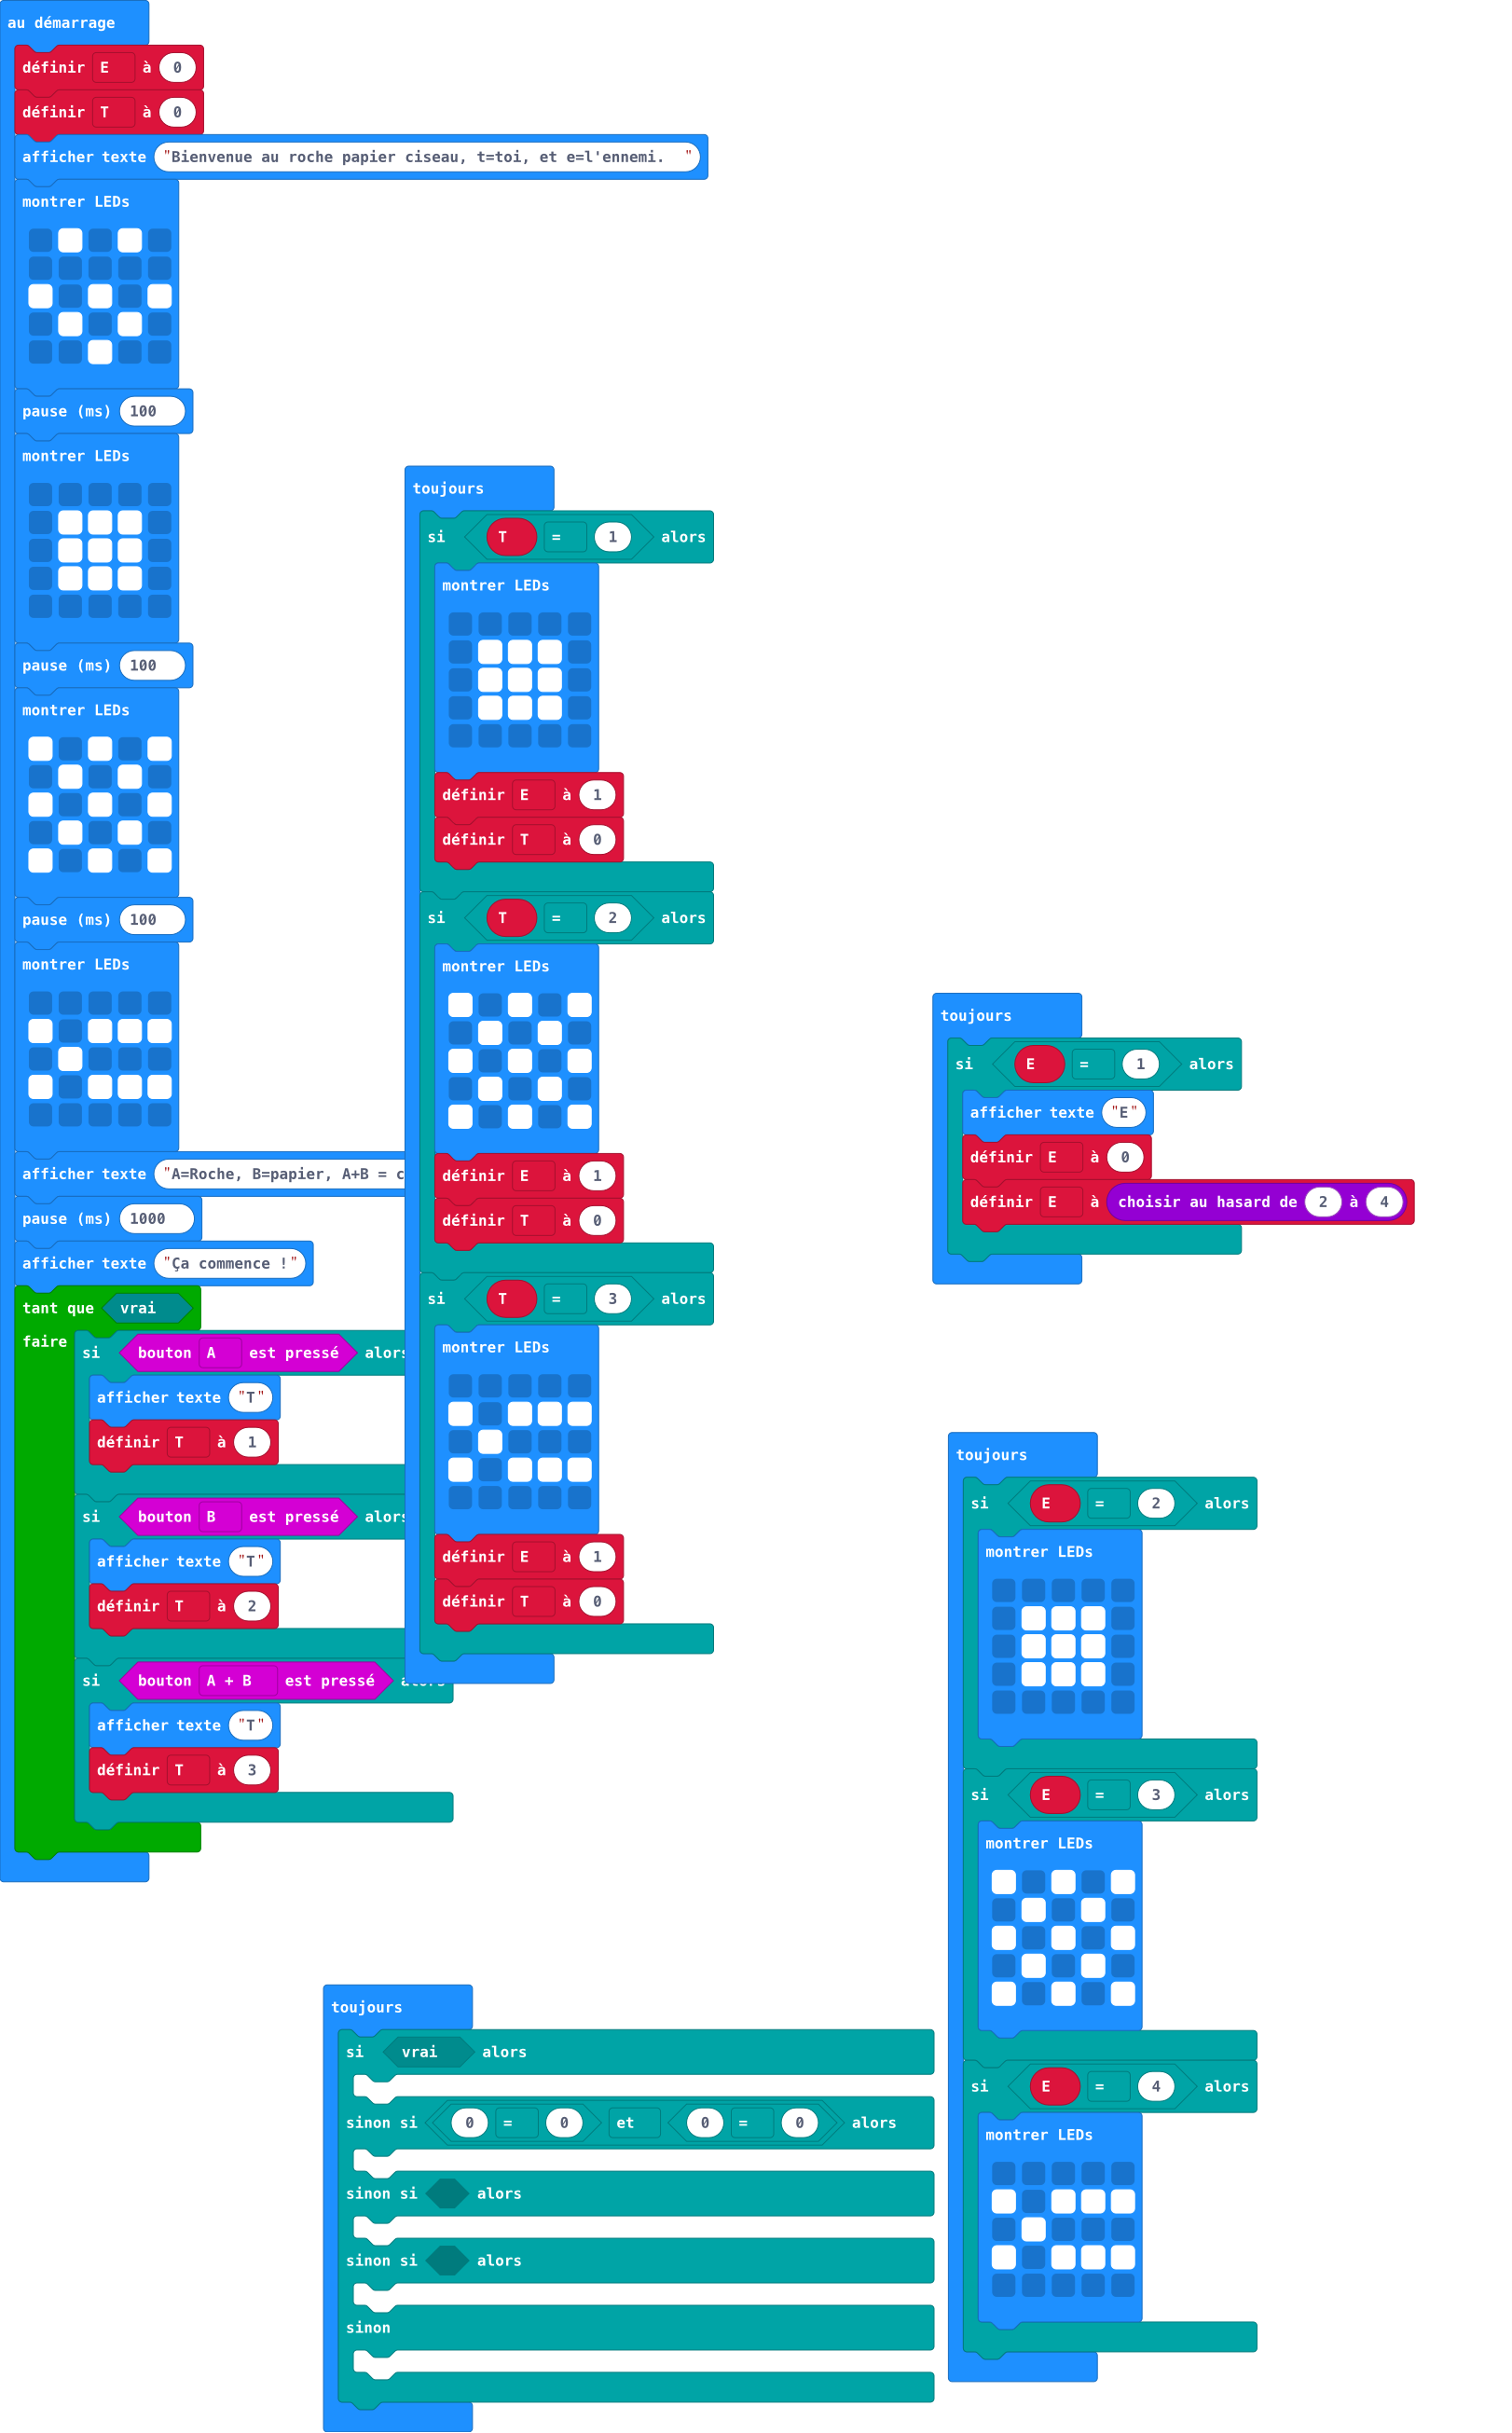 au démarrage
définir E à 0
définir T à 0
afficher texte "Bienvenue au roche papier ciseau, t=toi, et e=l'ennemi. "
montrer LEDs
pause (ms) 100
montrer LEDs
pause (ms) 100
montrer LEDs
pause (ms) 100
montrer LEDs
afficher texte "A=Roche, B=papier, A+B = c
pause (ms) 1000
afficher texte "Ça commence !"
tant que vrai
faire
si bouton A est pressé alors
afficher texte "T"
définir T à 1
si bouton B est pressé alors
afficher texte "T"
définir T à 2
si bouton A + B est pressé alors
afficher texte "T"
définir T à 3
toujours
si T = 1 alors
montrer LEDs
définir E à 1
définir T à 0
si T = 2 alors
montrer LEDs
définir E à 1
définir T à 0
si T = 3 alors
montrer LEDs
définir E à 1
définir T à 0
toujours
si E = 1 alors
afficher texte "E"
définir E à 0
définir E à choisir au hasard de 2 à 4
toujours
si E = 2 alors
montrer LEDs
si E = 3 alors
montrer LEDs
si E = 4 alors
montrer LEDs
toujours
si vrai alors
sinon si 0 = 0 et 0 = 0 alors
sinon si alors
sinon si alors
sinon